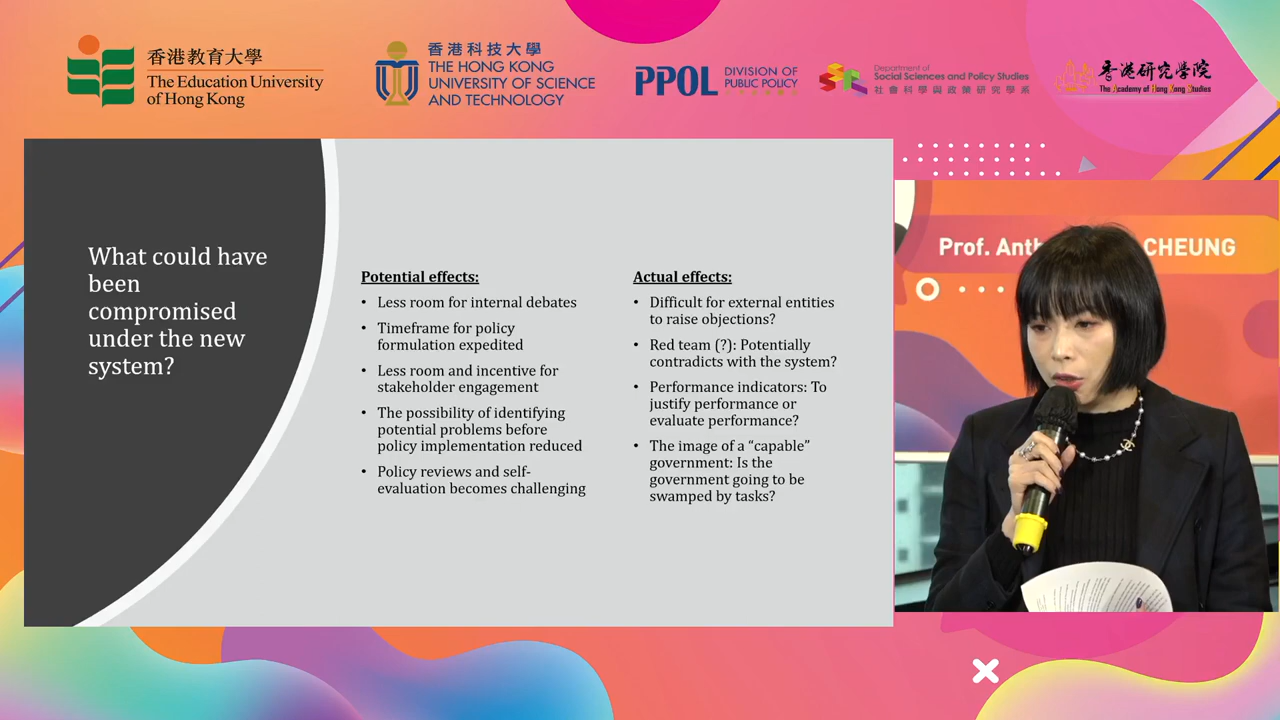 香港教育大學
The Education University
of Hong Kong
香港科技大學
THE HONG KONG
UNIVERSITY OF SCIENCE
AND TECHNOLOGY
PPOL
DIVISION OF
PUBLIC POLICY
Department of
Social Sciences and Policy Studies
社會科學與政策研究學系
香港研究學院
The Academy of Hong Kong Studies
What could have
been
compromised
under the new
system?
Potential effects:
• Less room for internal debates
• Timeframe for policy
formulation expedited
• Less room and incentive for
stakeholder engagement
• The possibility of identifying
potential problems before
policy implementation reduced
• Policy reviews and self-
evaluation becomes challenging
Actual effects:
• Difficult for external entities
to raise objections?
• Red team (?): Potentially
contradicts with the system?
• Performance indicators: To
justify performance or
evaluate performance?
• The image of a “capable”
government: Is the
government going to be
swamped by tasks?
Prof. CHEUNG